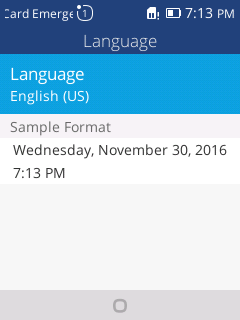 Card Emerge 1 7:13 PM
Language
Language
English (US)
Sample Format
Wednesday, November 30, 2016
7:13 PM